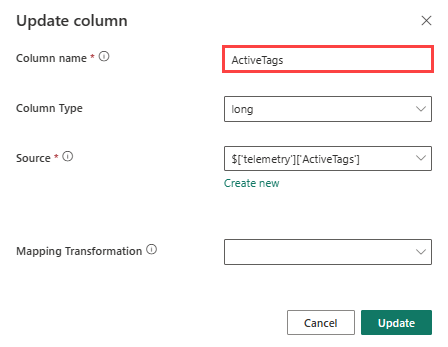 Update column
Column name *
ActiveTags
Column Type
long
Source *
$['telemetry']['ActiveTags']
Create new
Mapping Transformation
Cancel
Update